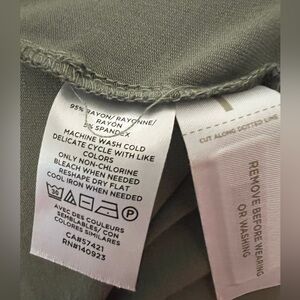 95% RAYON/ RAYONNE/
RAYON
5% SPANDEX
MACHINE WASH COLD
DELICATE CYCLE WITH LIKE
COLORS
ONLY NON-CHLORINE
BLEACH WHEN NEEDED
RESHAPE DRY FLAT
COOL IRON WHEN NEEDED
AVEC DES COULEURS
SEMBLABLES/ CON
COLORES SIMILARES
CA#57421
RN#140923
CUT ALONG DOTTED LINE
REMOVE BEFORE WEARING
OR WASHING